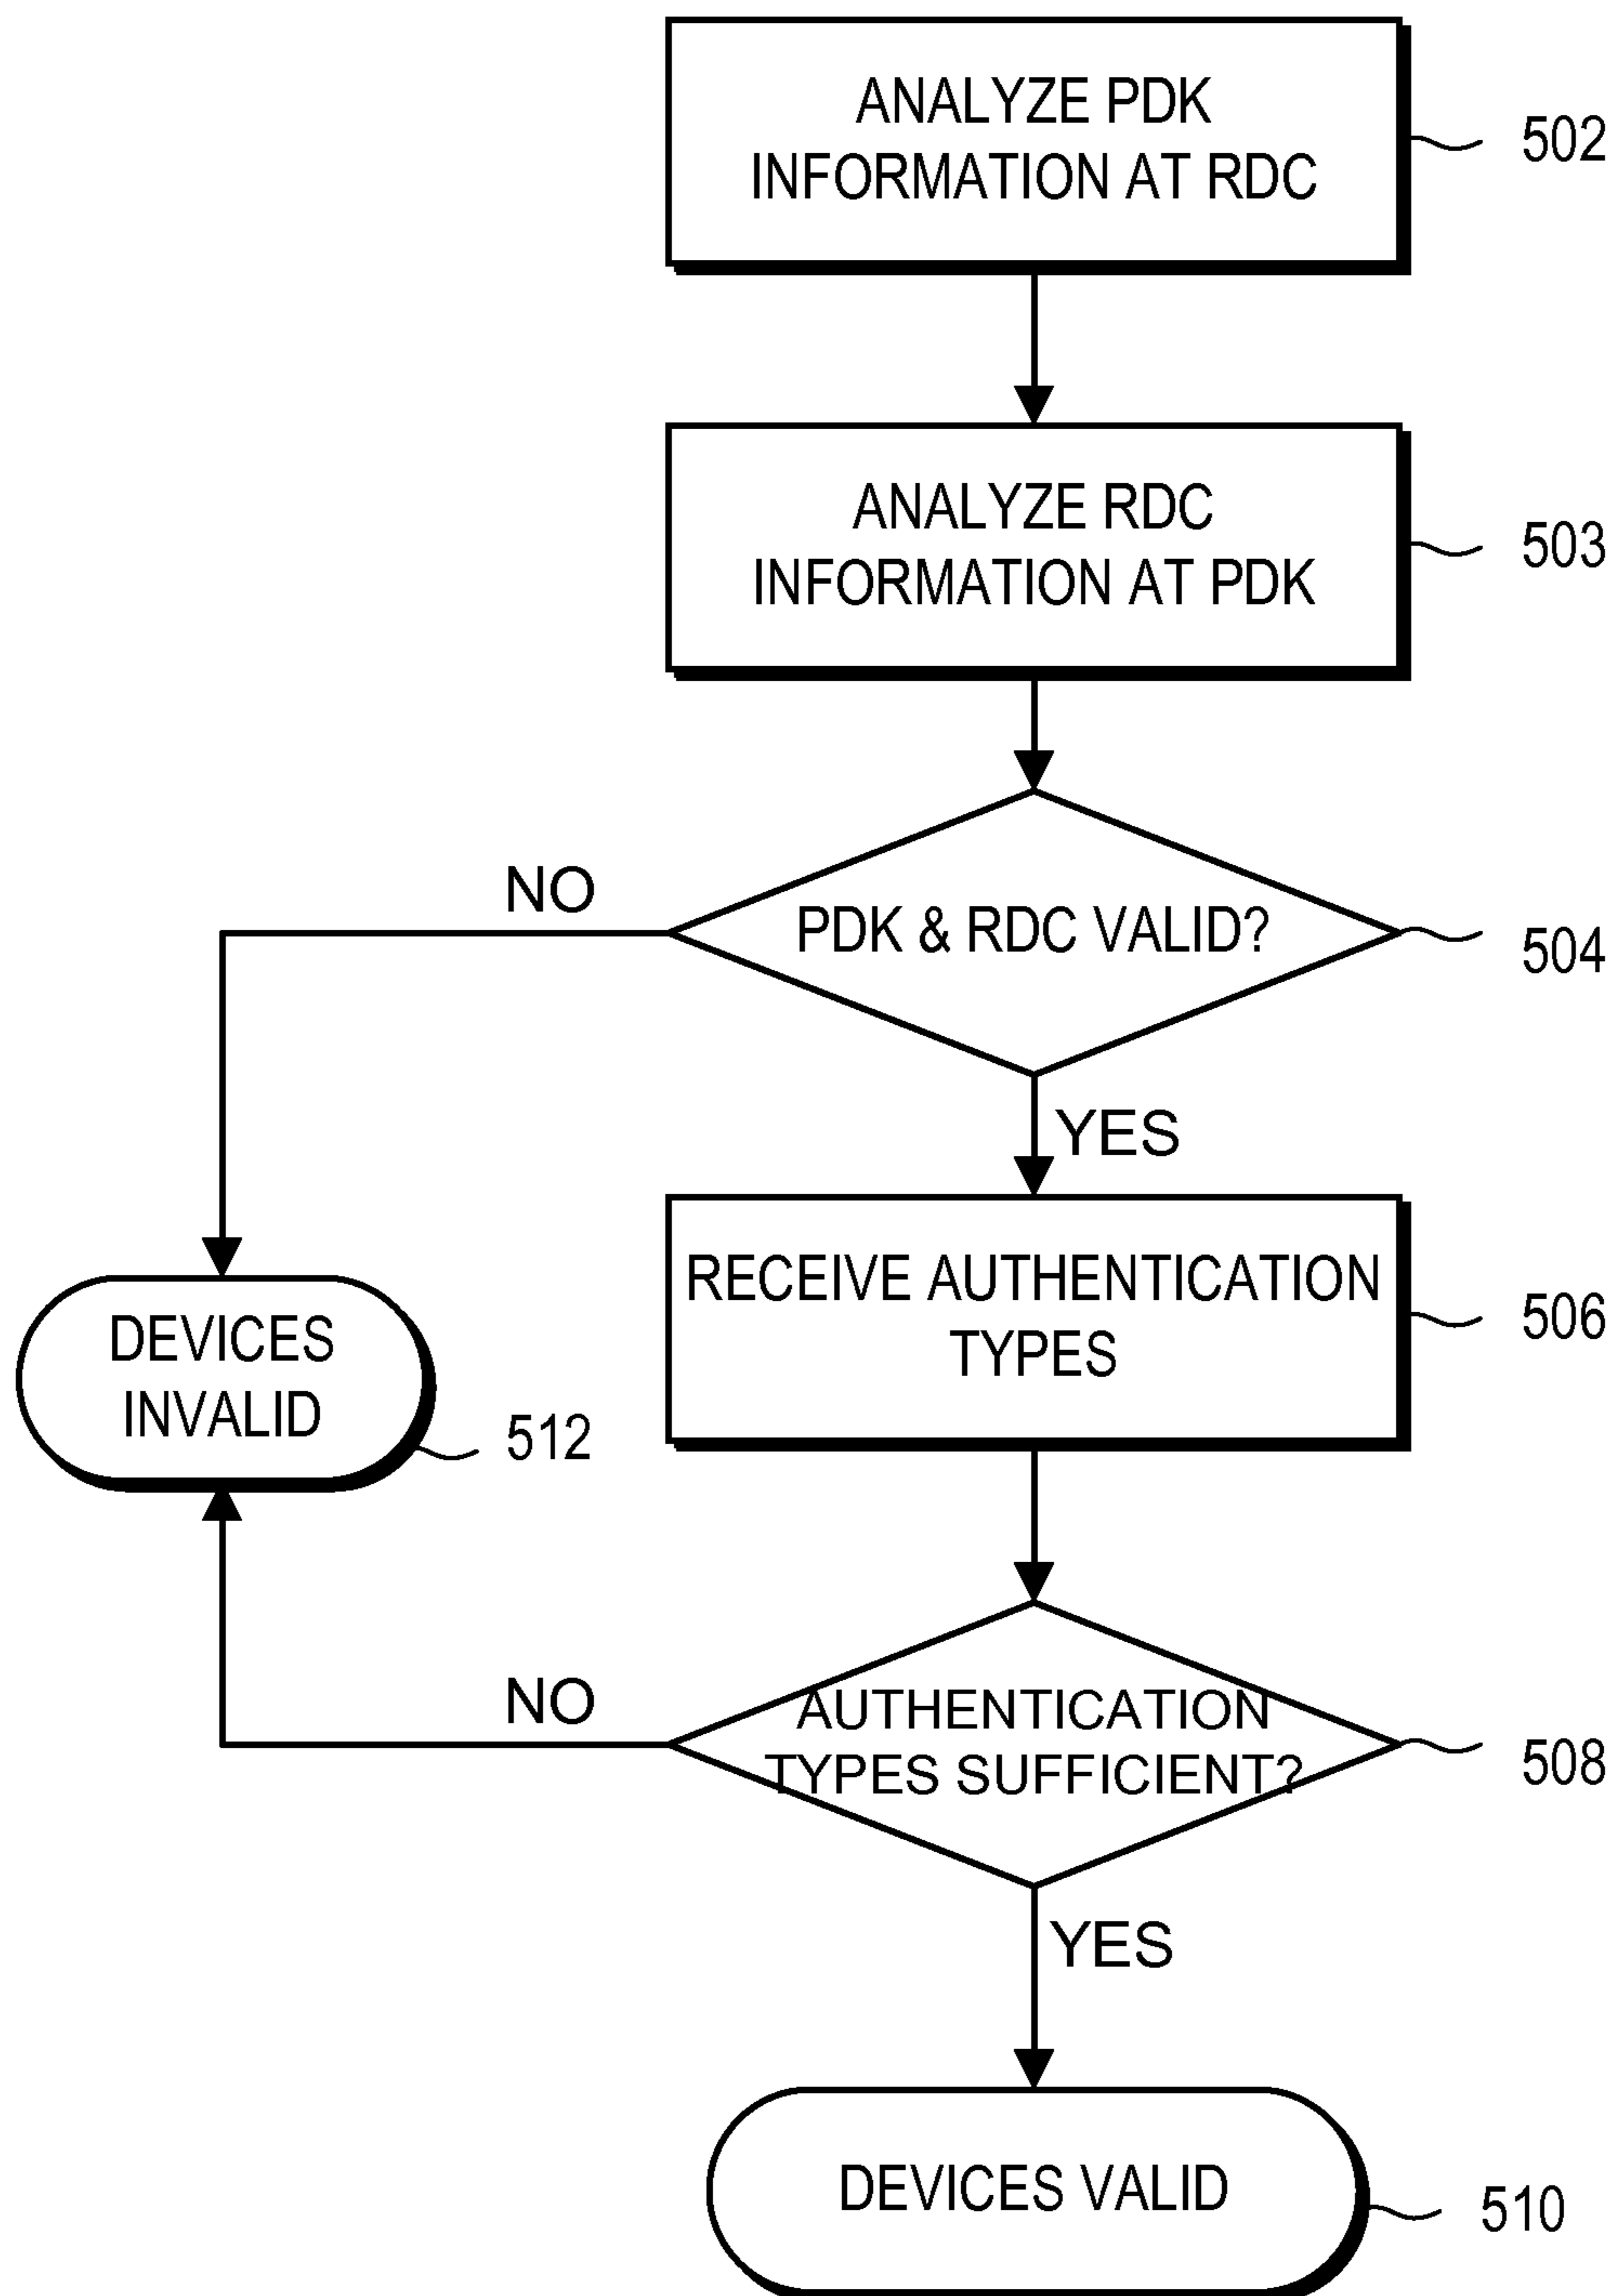 ANALYZE PDK
INFORMATION AT RDC
502
ANALYZE RDC
INFORMATION AT PDK
503
NO
PDK & RDC VALID?
504
YES
RECEIVE AUTHENTICATION
TYPES
506
DEVICES
INVALID
512
NO
AUTHENTICATION
TYPES SUFFICIENT?
508
YES
DEVICES VALID
510